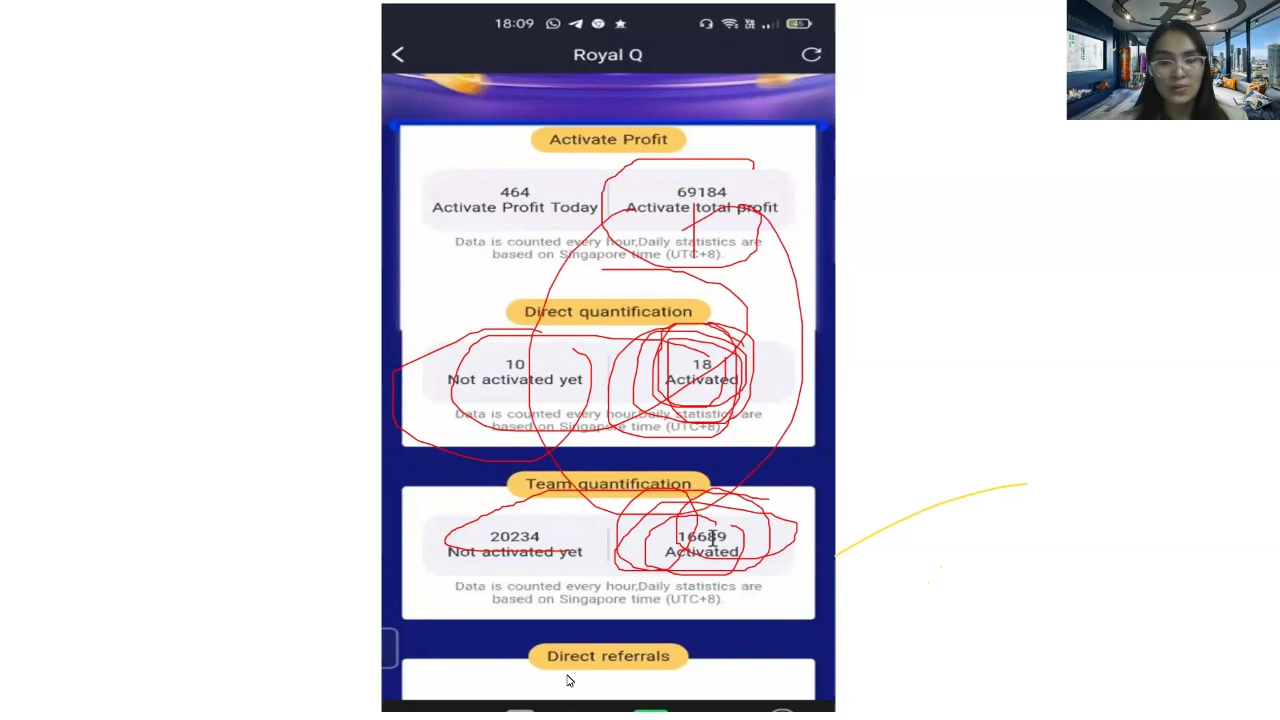 18:09
45
Royal Q
Activate Profit
464
69184
Activate Profit Today
Activate total profit
Data is counted every hour,Daily statistics are
based on Singapore time (UTC+8).
Direct quantification
10
18
Not activated yet
Activated
Data is counted every hour,Daily statistics are
based on Singapore time (UTC+8).
Team quantification
20234
16689
Not activated yet
Activated
Data is counted every hour,Daily statistics are
based on Singapore time (UTC+8).
Direct referrals